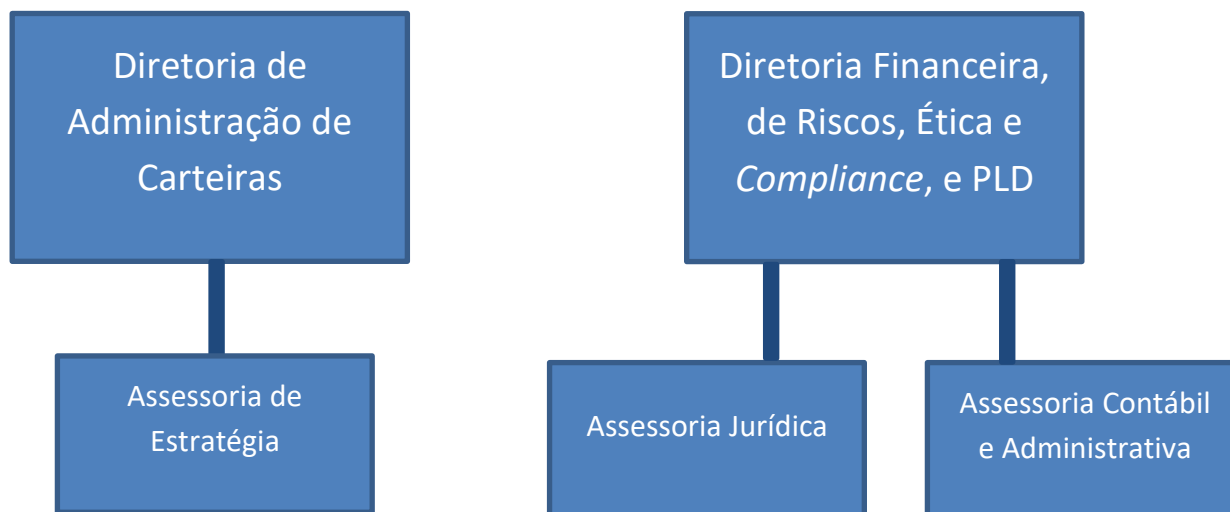 Diretoria de
Administração de
Carteiras
Diretoria Financeira,
de Riscos, Ética e
Compliance, e PLD
Assessoria de
Estratégia
Assessoria Jurídica
Assessoria Contábil
e Administrativa